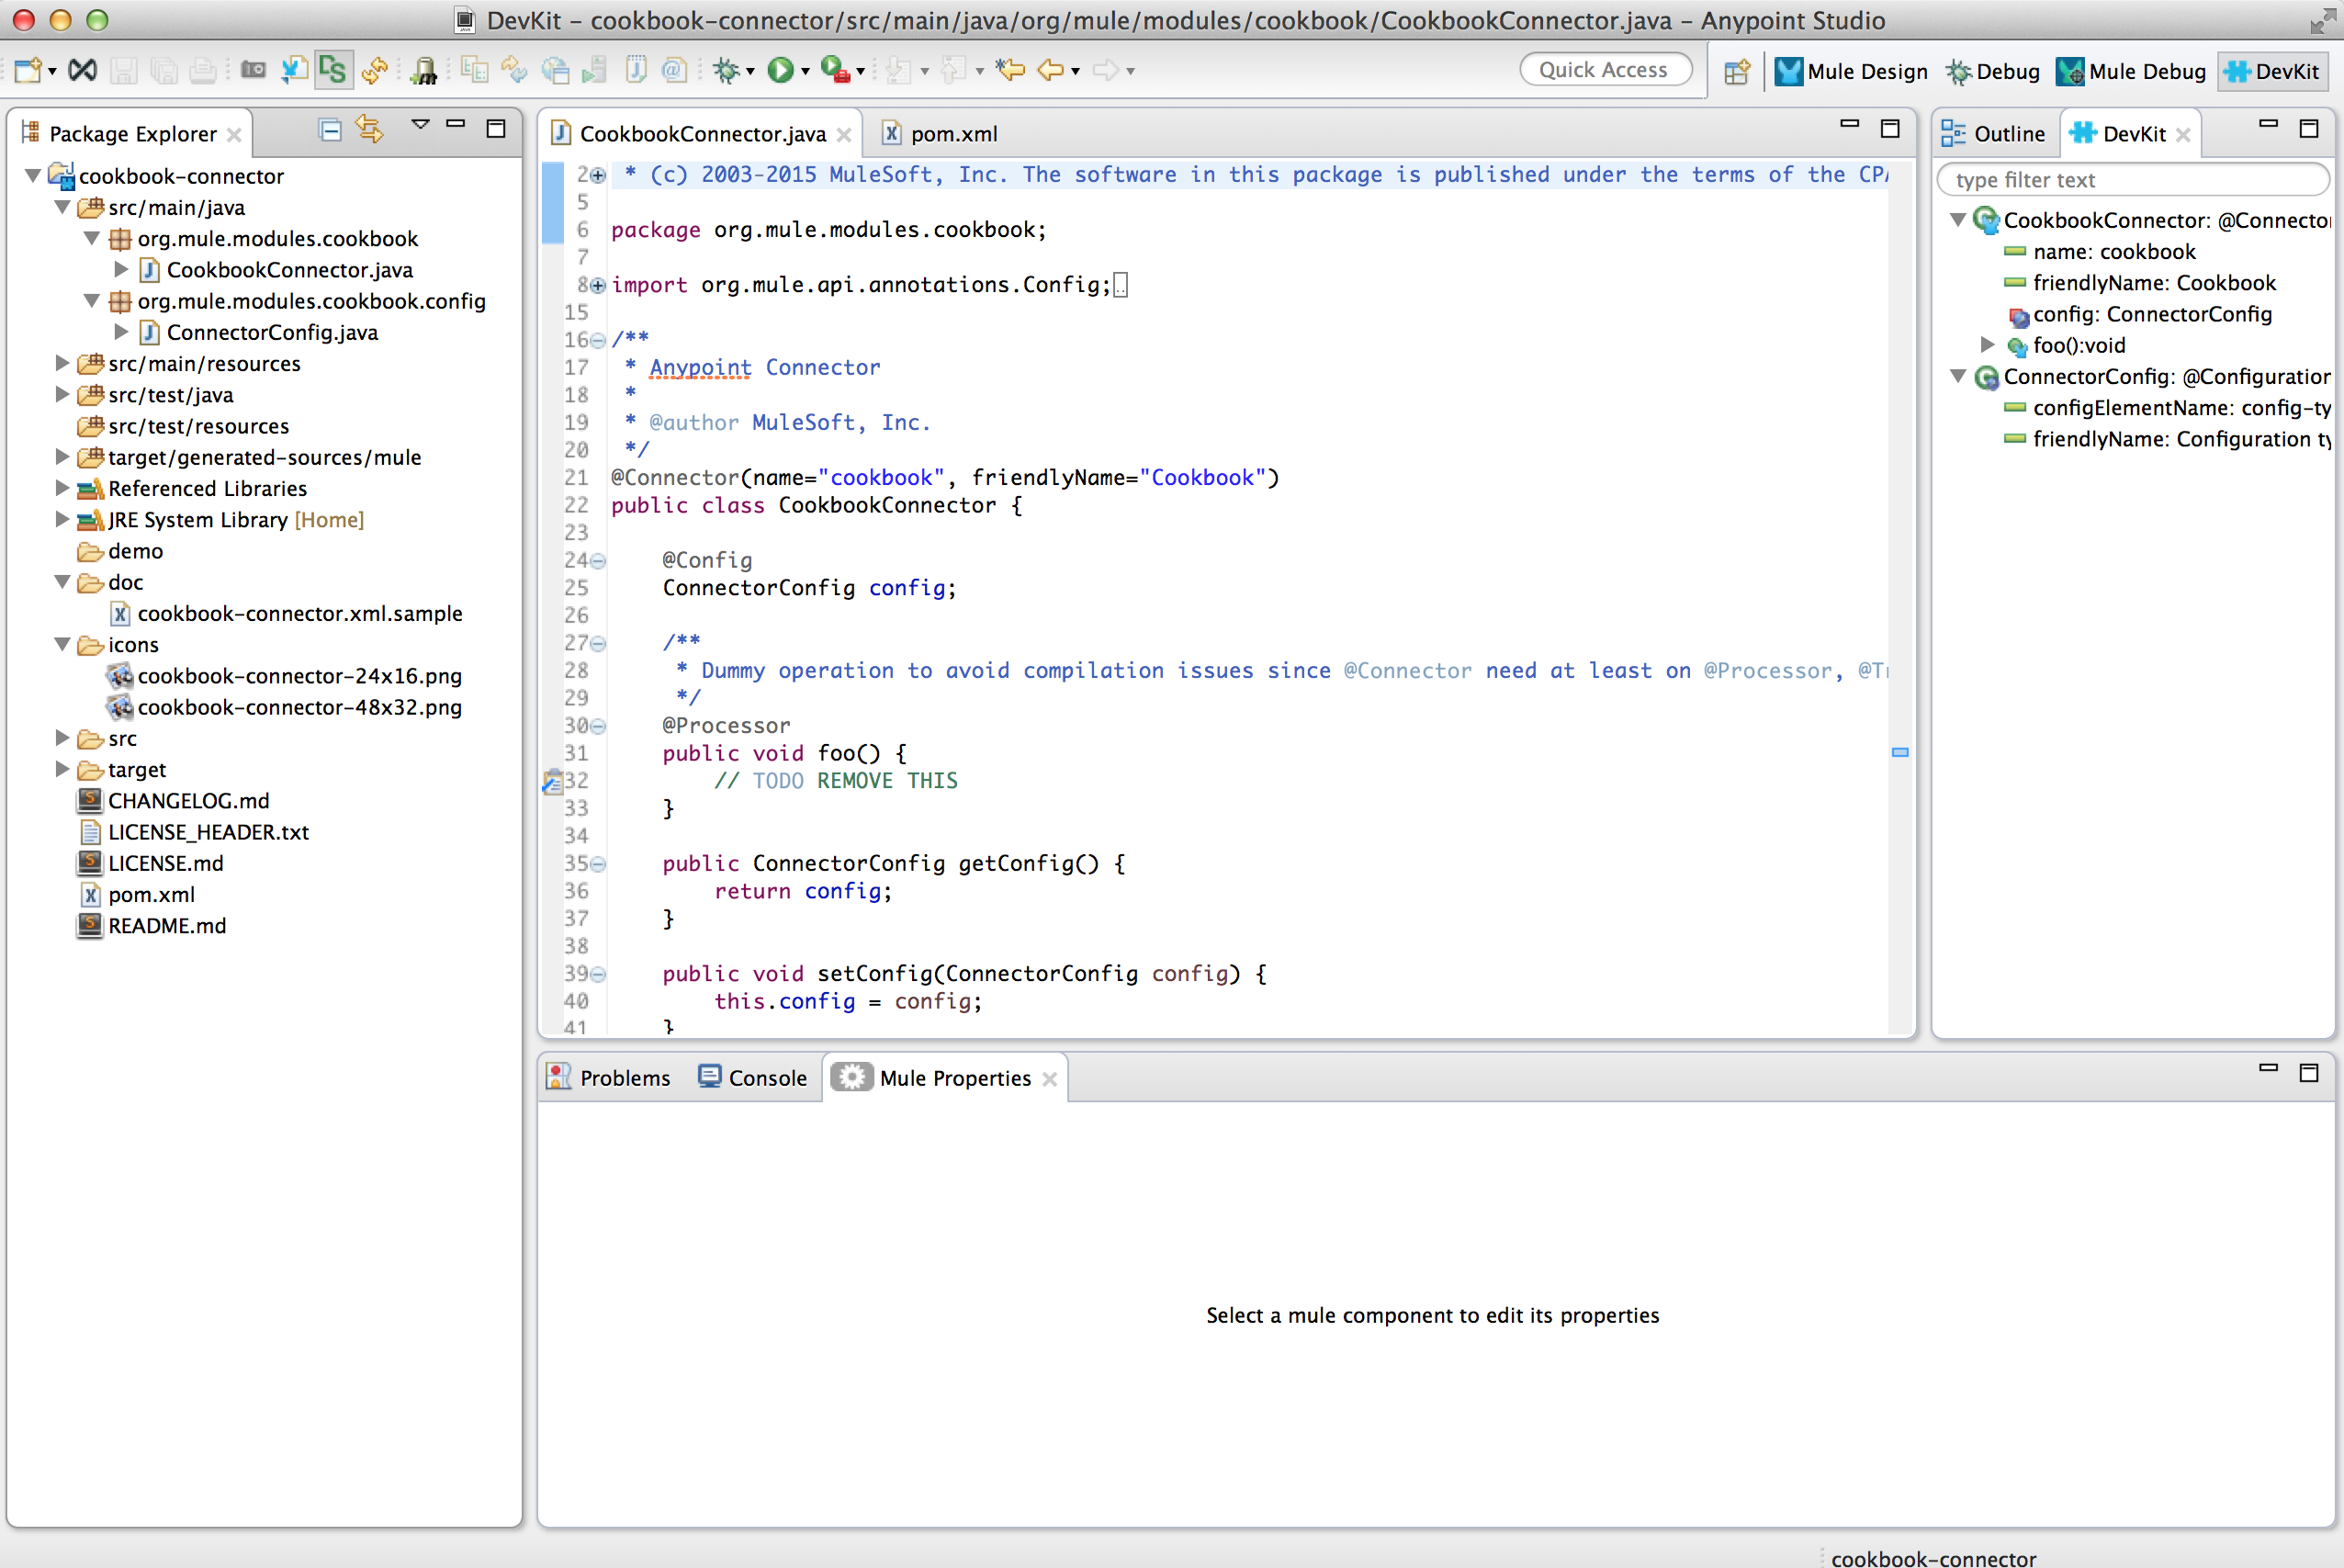 DevKit – cookbook-connector/src/main/java/org/mule/modules/cookbook/CookbookConnector.java – Anypoint Studio
Quick Access
Mule Design
Debug
Mule Debug
DevKit
Package Explorer
cookbook-connector
src/main/java
org.mule.modules.cookbook
CookbookConnector.java
org.mule.modules.cookbook.config
ConnectorConfig.java
src/main/resources
src/test/java
src/test/resources
target/generated-sources/mule
Referenced Libraries
JRE System Library [Home]
demo
doc
cookbook-connector.xml.sample
icons
cookbook-connector-24x16.png
cookbook-connector-48x32.png
src
target
CHANGELOG.md
LICENSE_HEADER.txt
LICENSE.md
pom.xml
README.md
CookbookConnector.java
pom.xml
2 * (c) 2003-2015 MuleSoft, Inc. The software in this package is published under the terms of the CPA
5
6 package org.mule.modules.cookbook;
7
8 import org.mule.api.annotations.Config;
15
16 /**
17 * Anypoint Connector
18 *
19 * @author MuleSoft, Inc.
20 */
21 @Connector(name="cookbook", friendlyName="Cookbook")
22 public class CookbookConnector {
23
24 @Config
25 ConnectorConfig config;
26
27 /**
28 * Dummy operation to avoid compilation issues since @Connector need at least on @Processor, @Tr
29 */
30 @Processor
31 public void foo() {
32 // TODO REMOVE THIS
33 }
34
35 public ConnectorConfig getConfig() {
36 return config;
37 }
38
39 public void setConfig(ConnectorConfig config) {
40 this.config = config;
41 }
Outline
DevKit
type filter text
CookbookConnector: @Connector
name: cookbook
friendlyName: Cookbook
config: ConnectorConfig
foo():void
ConnectorConfig: @Configuration
configElementName: config-ty
friendlyName: Configuration ty
Problems
Console
Mule Properties
Select a mule component to edit its properties
cookbook-connector